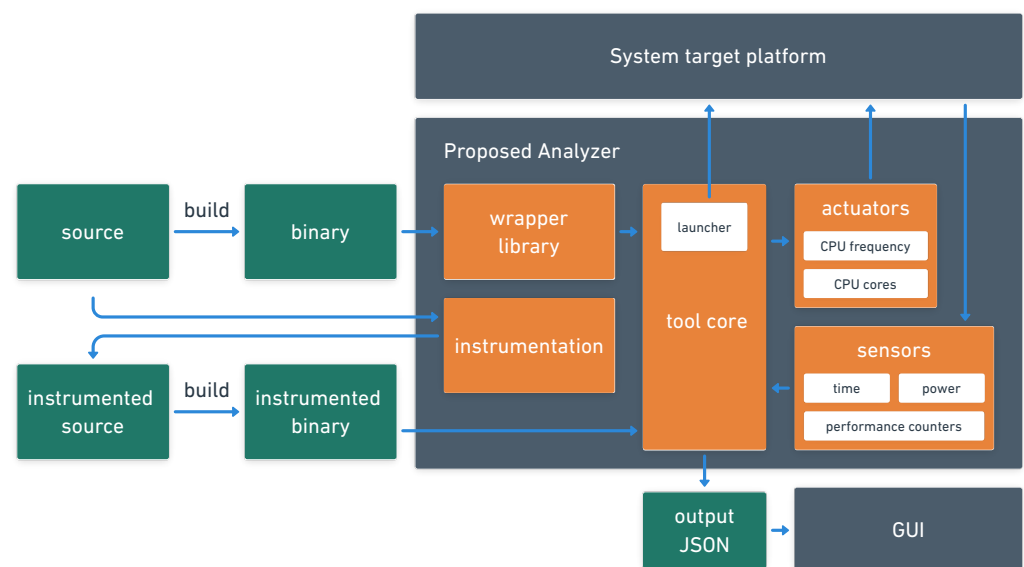 System target platform
Proposed Analyzer
source
build
binary
wrapper
library
launcher
tool core
actuators
CPU frequency
CPU cores
instrumentation
sensors
time
power
performance counters
instrumented
source
build
instrumented
binary
output
JSON
GUI